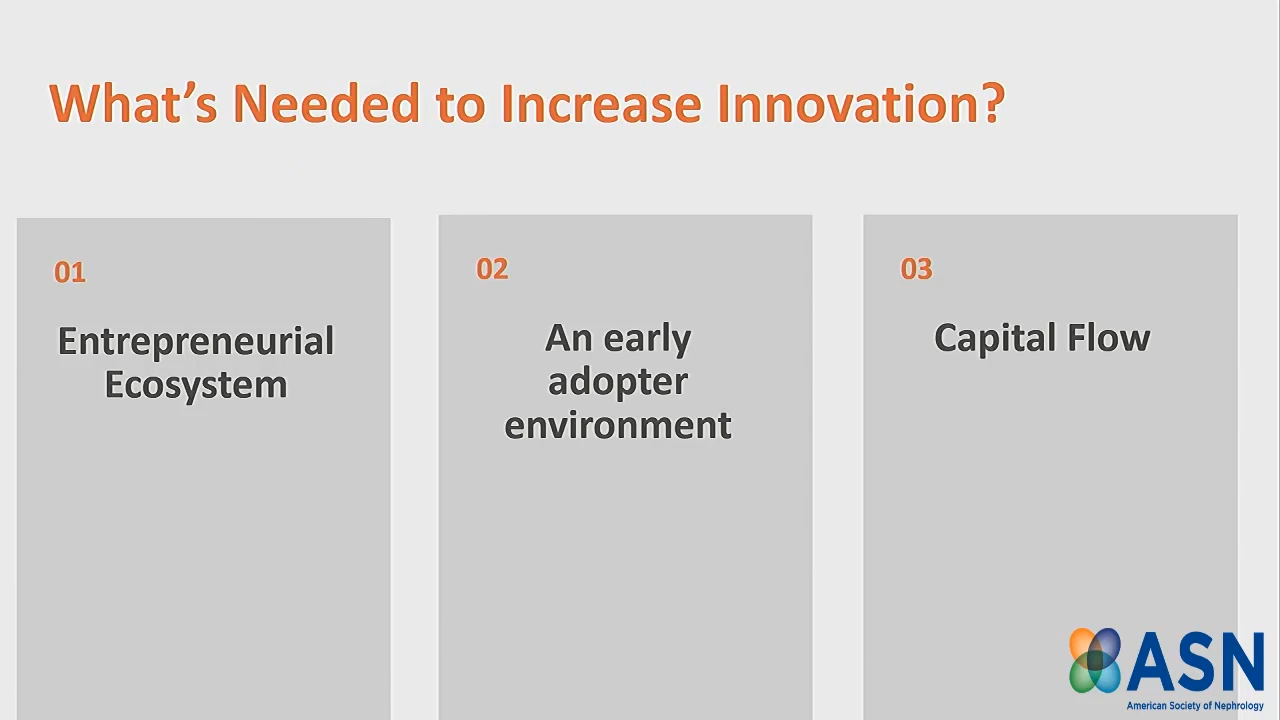 What’s Needed to Increase Innovation?
01
Entrepreneurial
Ecosystem
02
An early
adopter
environment
03
Capital Flow
ASN
American Society of Nephrology